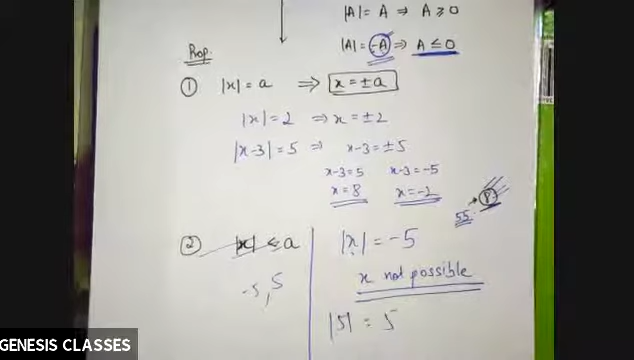 |A| = A ⇒ A ≥ 0
|A| = -A ⇒ A ≤ 0
Prop.
① |x| = a ⇒ x = ±a
|x| = 2 ⇒ x = ±2
|x-3| = 5 ⇒ x-3 = ±5
x-3 = 5 x-3 = -5
x = 8 x = -2
55 → 8
② |x| ≤ a
-5, 5
|x| = -5
x not possible
|5| = 5
GENESIS CLASSES